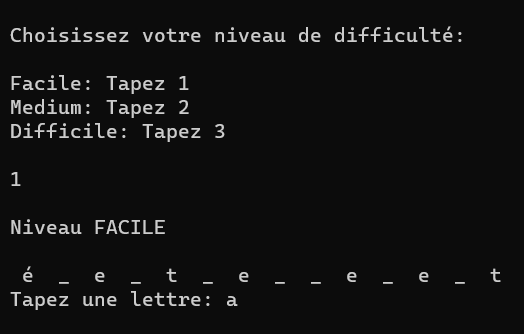 Choisissez votre niveau de difficulté:
Facile: Tapez 1
Medium: Tapez 2
Difficile: Tapez 3
1
Niveau FACILE
é _ e _ t _ e _ _ e _ e _ t
Tapez une lettre: a